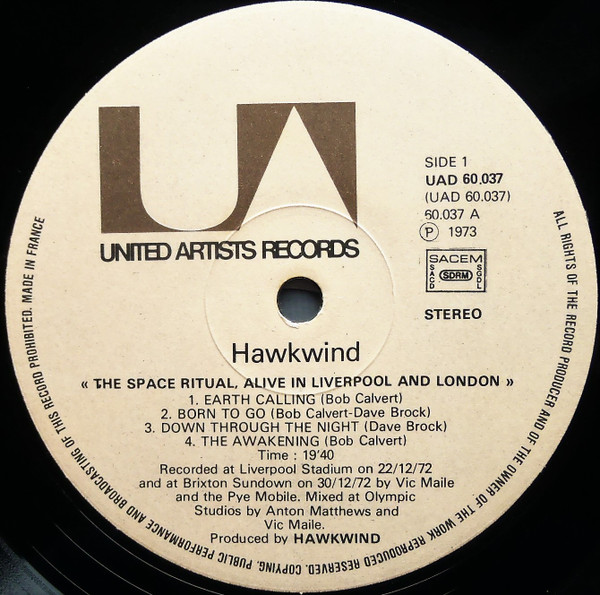 UA
UNITED ARTISTS RECORDS
SIDE 1
UAD 60.037
(UAD 60.037)
60.037 A
Ⓟ 1973
SACEM
SACD
SDRM
SGDL
STEREO
Hawkwind
« THE SPACE RITUAL, ALIVE IN LIVERPOOL AND LONDON »
1. EARTH CALLING (Bob Calvert)
2. BORN TO GO (Bob Calvert-Dave Brock)
3. DOWN THROUGH THE NIGHT (Dave Brock)
4. THE AWAKENING (Bob Calvert)
Time : 19'40
Recorded at Liverpool Stadium on 22/12/72
and at Brixton Sundown on 30/12/72 by Vic Maile
and the Pye Mobile. Mixed at Olympic
Studios by Anton Matthews and
Vic Maile.
Produced by HAWKWIND
ALL RIGHTS OF THE RECORD PRODUCER AND OF THE OWNER OF THE WORK REPRODUCED RESERVED. COPYING, PUBLIC PERFORMANCE AND BROADCASTING OF THIS RECORD PROHIBITED. MADE IN FRANCE